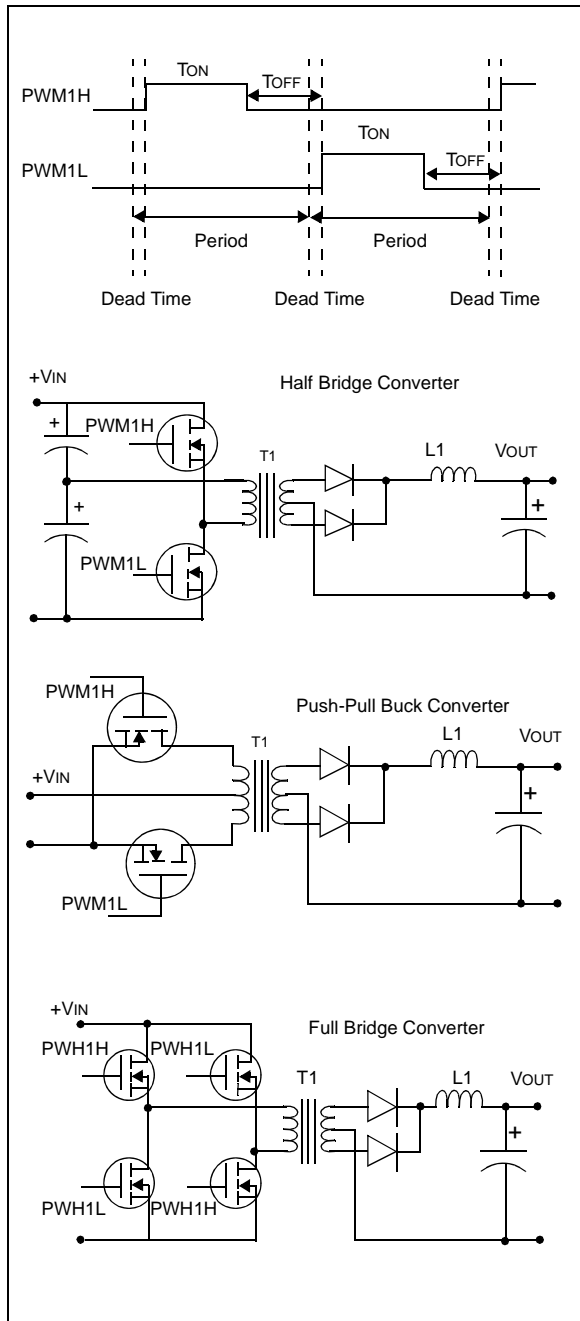 TON
TOFF
PWM1H
TON
TOFF
PWM1L
Period Period
Dead Time Dead Time Dead Time
+VIN
Half Bridge Converter
PWM1H
+
T1
L1
VOUT
+
+
PWM1L
PWM1H
Push-Pull Buck Converter
T1
L1
VOUT
+VIN
+
PWM1L
+VIN
Full Bridge Converter
PWH1H PWH1L
T1
L1
VOUT
+
PWH1L PWH1H